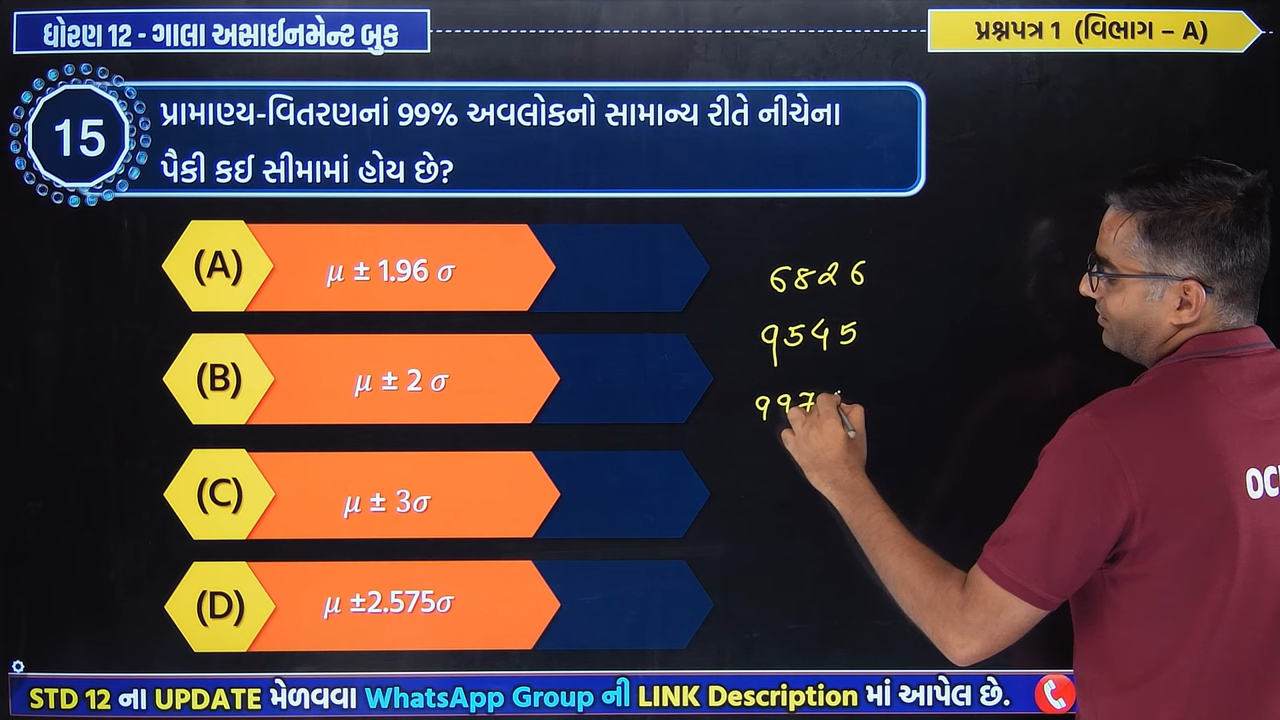 ધોરણ 12 - ગાલા અસાઈનમેન્ટ બુક
પ્રશ્નપત્ર 1 (વિભાગ – A)
15
પ્રામાણ્ય-વિતરણનાં 99% અવલોકનો સામાન્ય રીતે નીચેના
પૈકી કઈ સીમામાં હોય છે?
(A) μ ± 1.96 σ
(B) μ ± 2 σ
(C) μ ± 3σ
(D) μ ±2.575σ
6826
9545
997
STD 12 ના UPDATE મેળવવા WhatsApp Group ની LINK Description માં આપેલ છે.